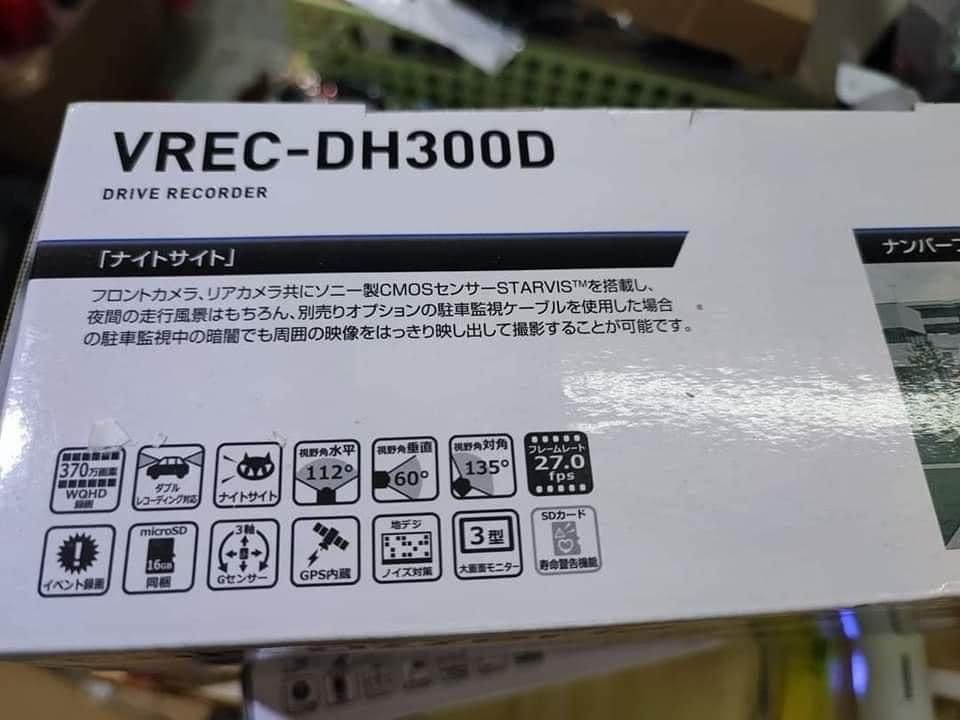 VREC-DH300D
DRIVE RECORDER
「ナイトサイト」
ナンバー
フロントカメラ、リアカメラ共にソニー製CMOSセンサーSTARVIS™を搭載し、
夜間の走行風景はもちろん、別売りオプションの駐車監視ケーブルを使用した場合
の駐車監視中の暗闇でも周囲の映像をはっきり映し出して撮影することが可能です。
370万画素
WQHD
録画
ダブル
レコーディング対応
ナイトサイト
視野角水平
112°
視野角垂直
60°
視野角対角
135°
フレームレート
27.0
fps
イベント録画
microSD
16GB
同梱
3軸
Gセンサー
GPS内蔵
地デジ
ノイズ対策
3型
大画面モニター
SDカード
寿命警告機能